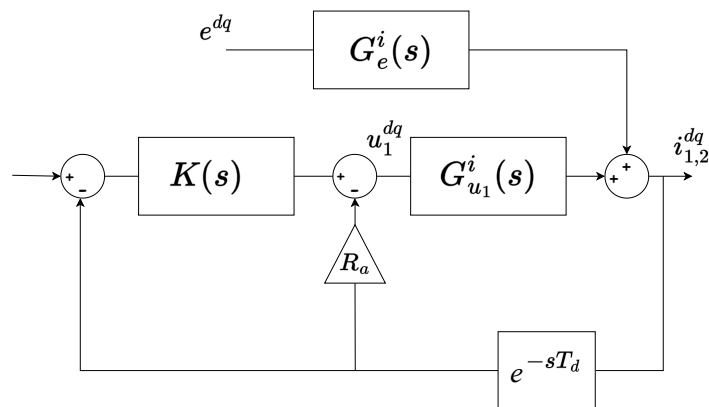 e^{dq}
G_e^i(s)
u_1^{dq}
i_{1,2}^{dq}
+
-
K(s)
+
-
G_{u_1}^i(s)
+
+
R_a
e^{-sT_d}